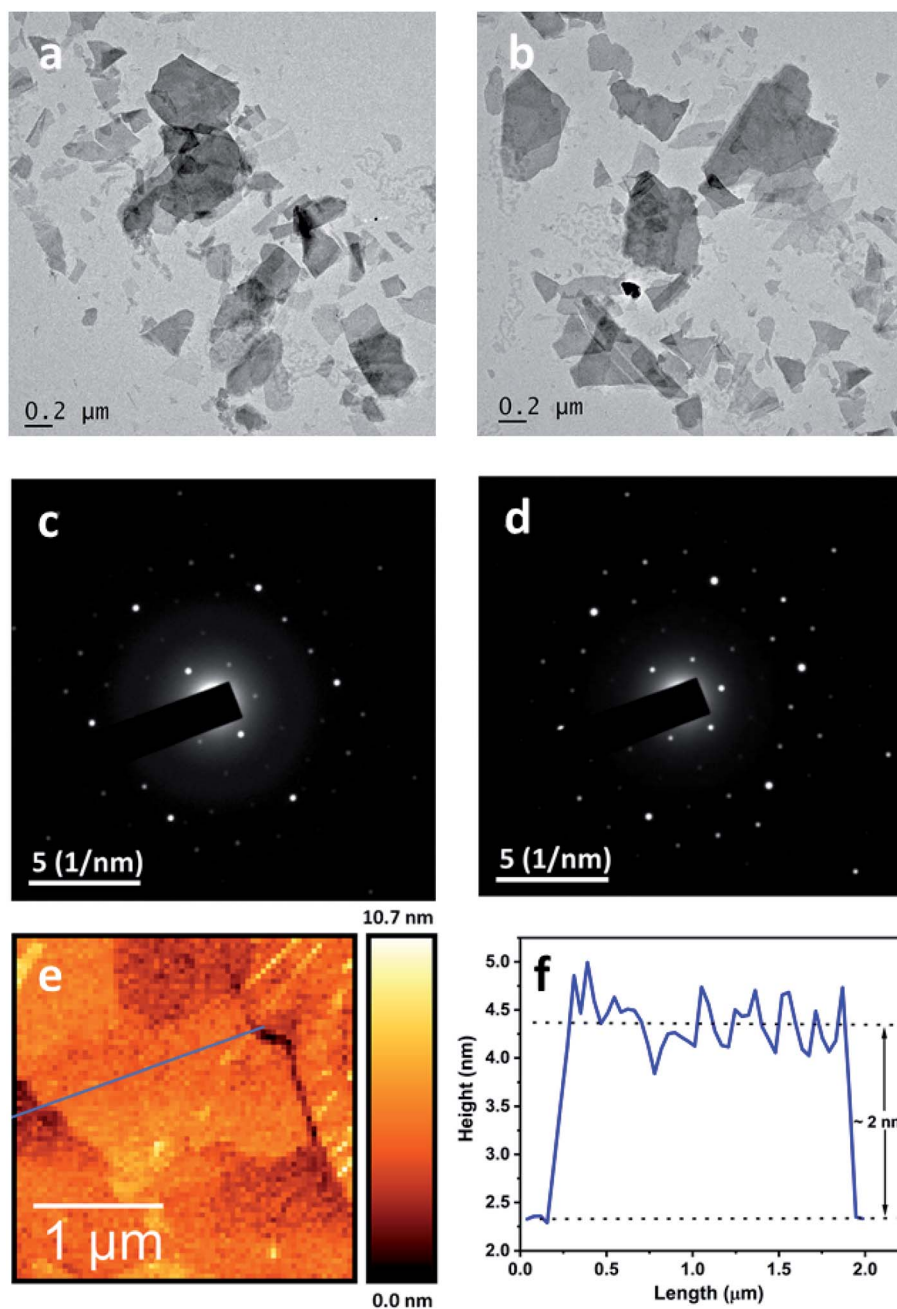 a
b
0.2 μm
0.2 μm
c
d
5 (1/nm)
5 (1/nm)
10.7 nm
e
1 μm
0.0 nm
f
5.0
4.5
4.0
3.5
3.0
2.5
2.0
Height (nm)
~ 2 nm
0.0
0.5
1.0
1.5
2.0
Length (μm)